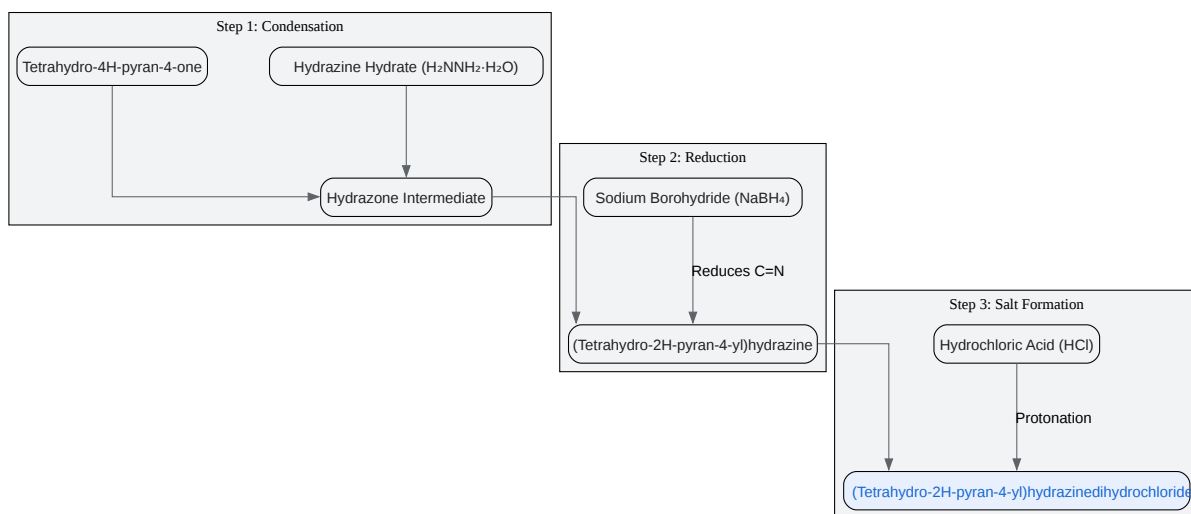 Step 1: Condensation
Tetrahydro-4H-pyran-4-one
Hydrazine Hydrate (H₂NNH₂·H₂O)
Hydrazone Intermediate
Step 2: Reduction
Sodium Borohydride (NaBH₄)
Reduces C=N
(Tetrahydro-2H-pyran-4-yl)hydrazine
Step 3: Salt Formation
Hydrochloric Acid (HCl)
Protonation
(Tetrahydro-2H-pyran-4-yl)hydrazinedihydrochloride